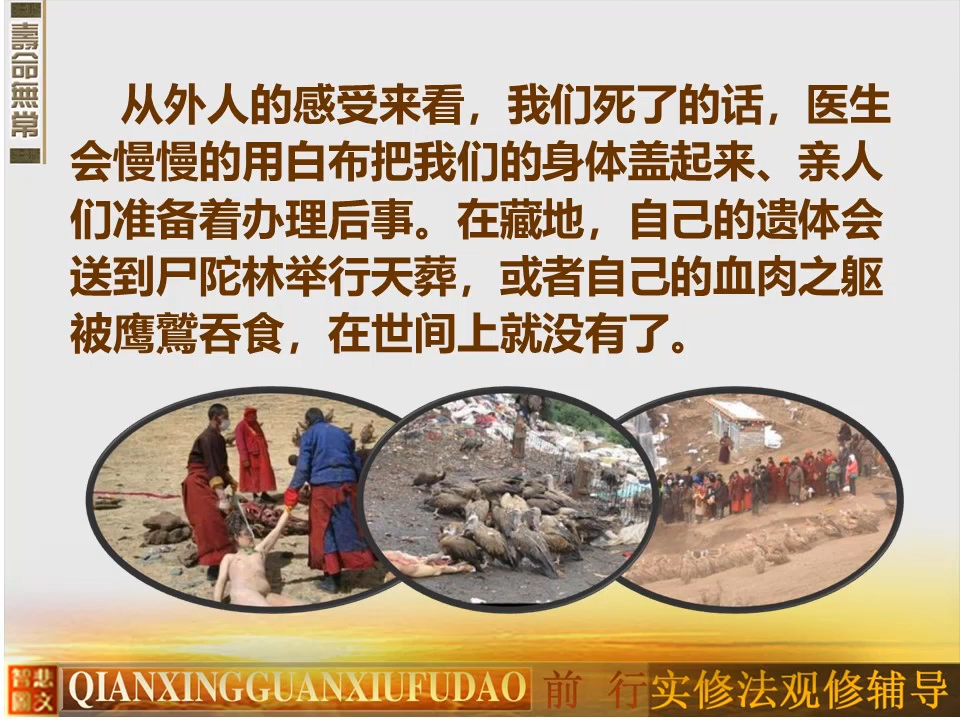 壽命無常
从外人的感受来看，我们死了的话，医生
会慢慢的用白布把我们的身体盖起来、亲人
们准备着办理后事。在藏地，自己的遗体会
送到尸陀林举行天葬，或者自己的血肉之躯
被鹰鷲吞食，在世间上就没有了。
智悲
圖文
QIANXINGGUANXIUFUDAO 前 行 实修法观修辅导